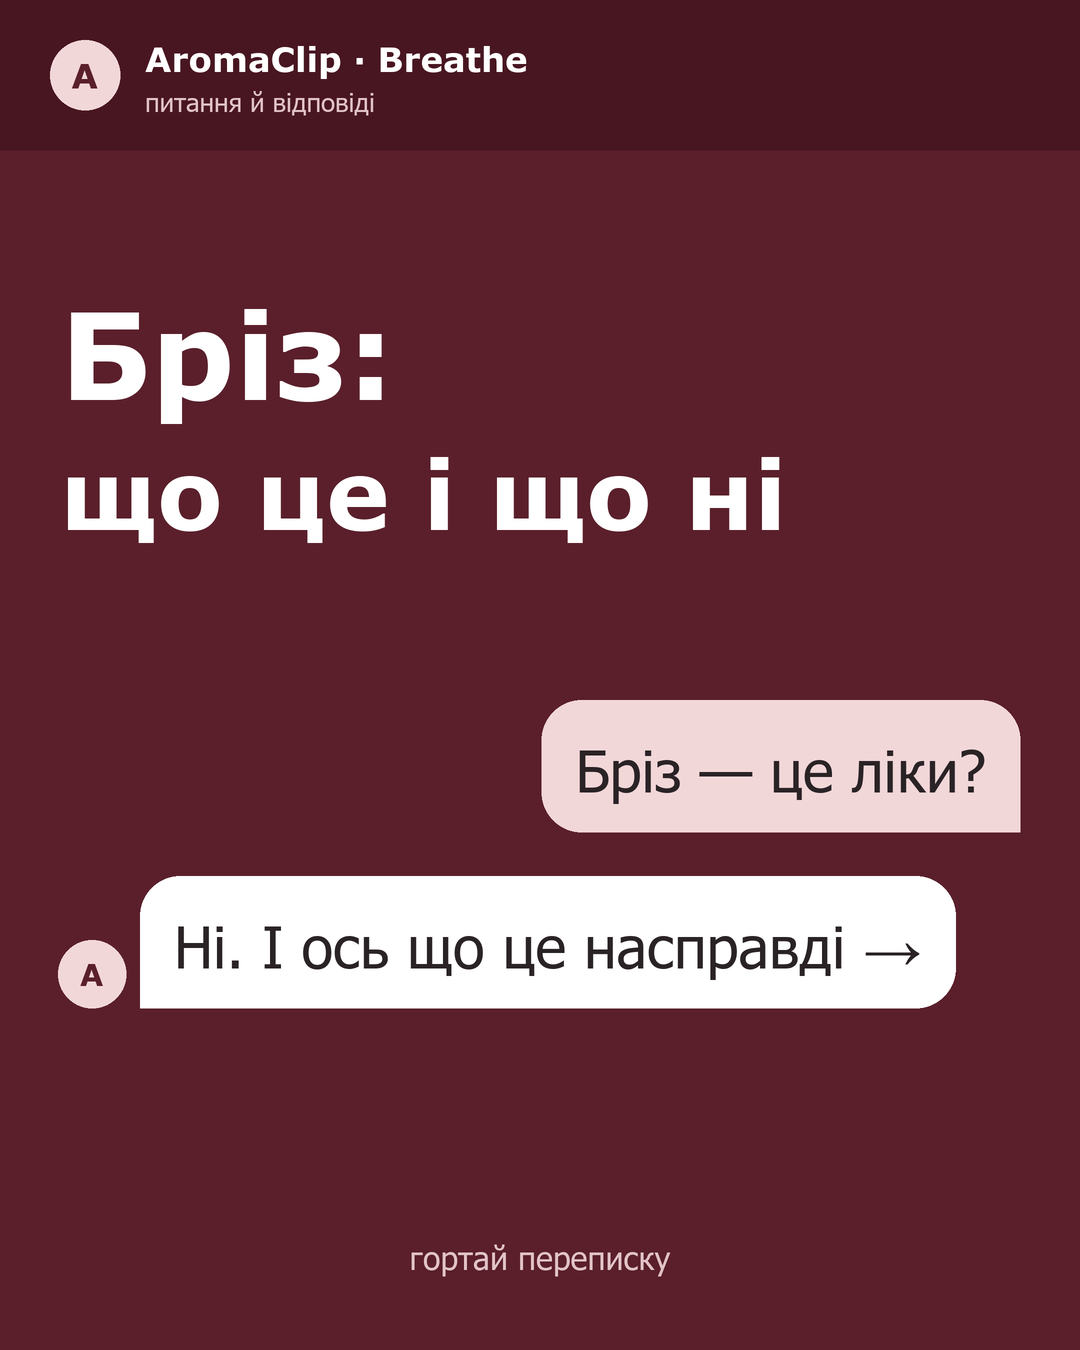 A
AromaClip · Breathe
питання й відповіді
Бріз:
що це і що ні
Бріз — це ліки?
A
Ні. І ось що це насправді →
гортай переписку